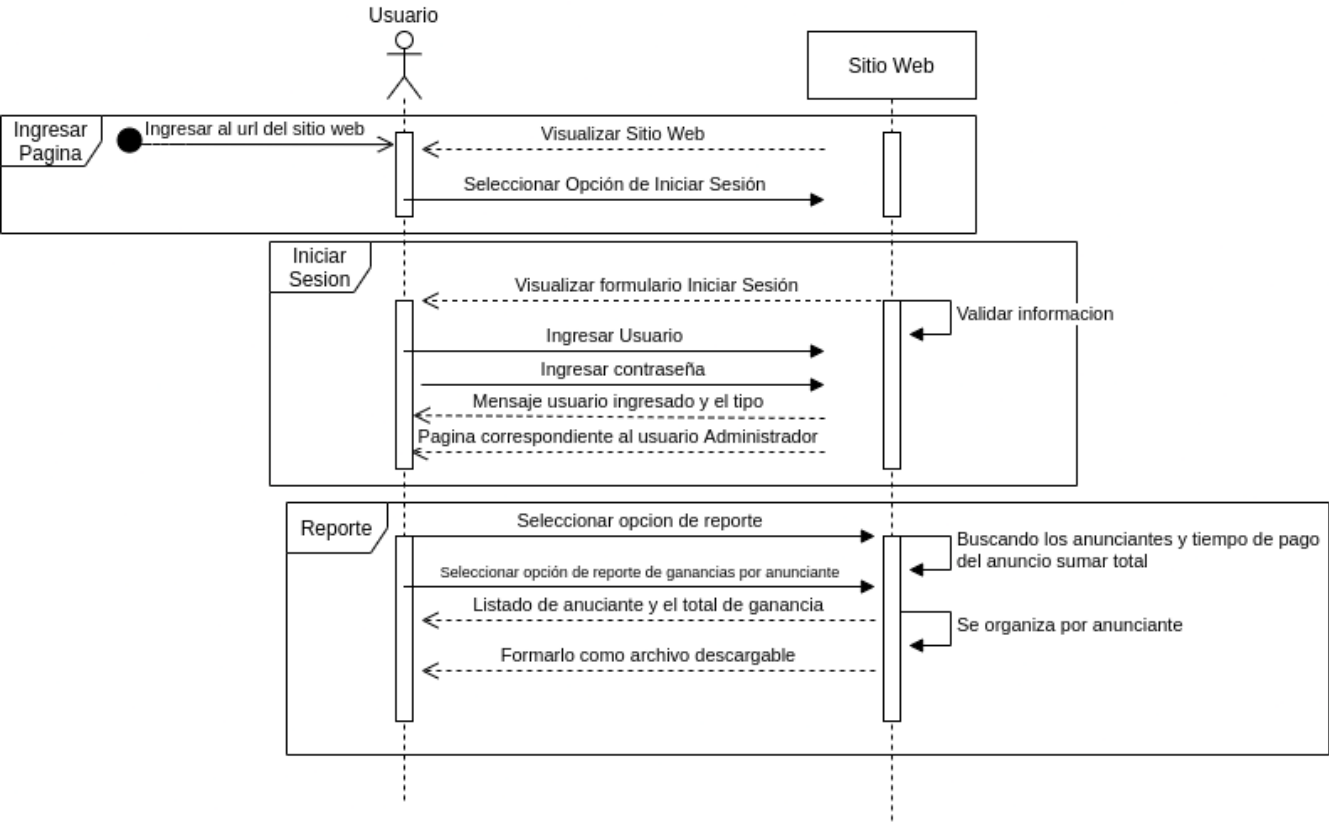 Usuario
Sitio Web
Ingresar
Pagina
Ingresar al url del sitio web
Visualizar Sitio Web
Seleccionar Opción de Iniciar Sesión
Iniciar
Sesion
Visualizar formulario Iniciar Sesión
Validar informacion
Ingresar Usuario
Ingresar contraseña
Mensaje usuario ingresado y el tipo
Pagina correspondiente al usuario Administrador
Reporte
Seleccionar opcion de reporte
Buscando los anunciantes y tiempo de pago
del anuncio sumar total
Seleccionar opción de reporte de ganancias por anunciante
Listado de anuciante y el total de ganancia
Se organiza por anunciante
Formarlo como archivo descargable